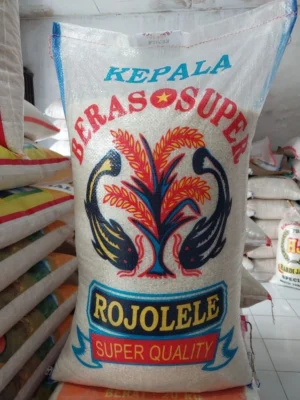 KEPALA
BERAS SUPER
ROJOLELE
SUPER QUALITY